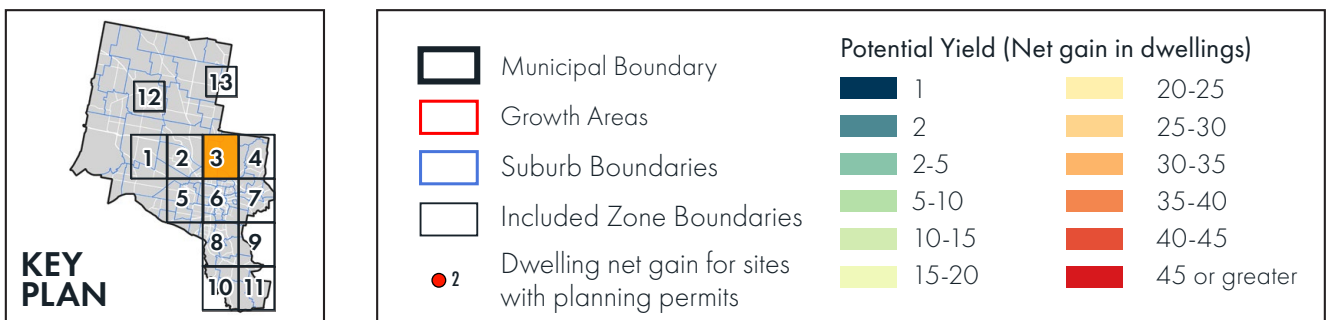 13
12
1 2 3 4
5 6 7
8 9
10 11
KEY
PLAN
Municipal Boundary
Growth Areas
Suburb Boundaries
Included Zone Boundaries
2 Dwelling net gain for sites
with planning permits
Potential Yield (Net gain in dwellings)
1
2
2-5
5-10
10-15
15-20
20-25
25-30
30-35
35-40
40-45
45 or greater